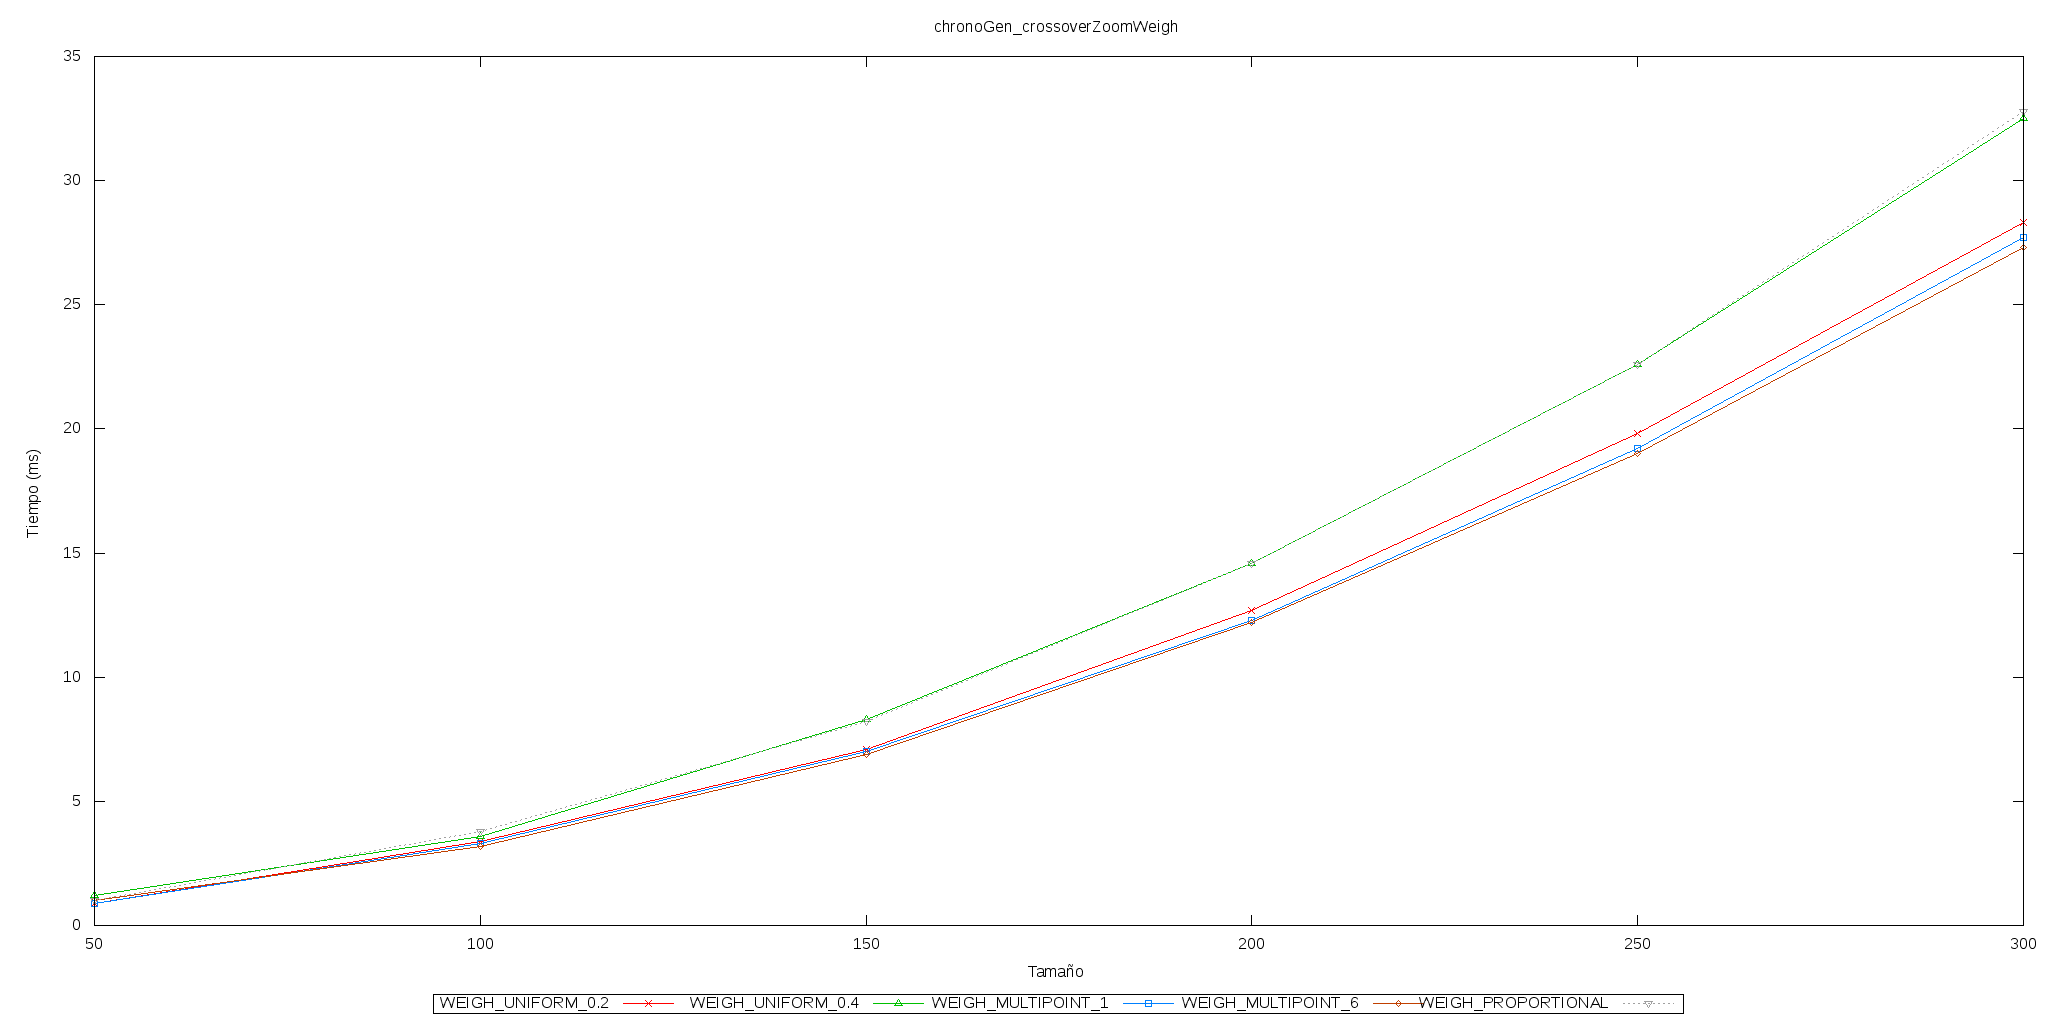 chronoGen_crossoverZoomWeigh
35
30
25
20
15
10
5
0
Tiempo (ms)
50 100 150 200 250 300
Tamaño
WEIGH_UNIFORM_0.2 WEIGH_UNIFORM_0.4 WEIGH_MULTIPOINT_1 WEIGH_MULTIPOINT_6 WEIGH_PROPORTIONAL